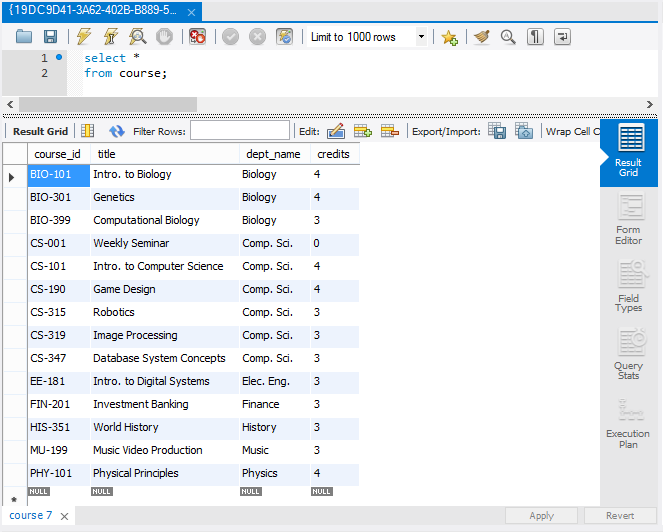 {19DC9D41-3A62-402B-B889-5...
Limit to 1000 rows
1 select *
2 from course;
Result Grid Filter Rows: Edit: Export/Import: Wrap Cell C
course_id title dept_name credits
BIO-101 Intro. to Biology Biology 4
BIO-301 Genetics Biology 4
BIO-399 Computational Biology Biology 3
CS-001 Weekly Seminar Comp. Sci. 0
CS-101 Intro. to Computer Science Comp. Sci. 4
CS-190 Game Design Comp. Sci. 4
CS-315 Robotics Comp. Sci. 3
CS-319 Image Processing Comp. Sci. 3
CS-347 Database System Concepts Comp. Sci. 3
EE-181 Intro. to Digital Systems Elec. Eng. 3
FIN-201 Investment Banking Finance 3
HIS-351 World History History 3
MU-199 Music Video Production Music 3
PHY-101 Physical Principles Physics 4
NULL NULL NULL NULL
Result
Grid
Form
Editor
Field
Types
Query
Stats
Execution
Plan
course 7
Apply Revert